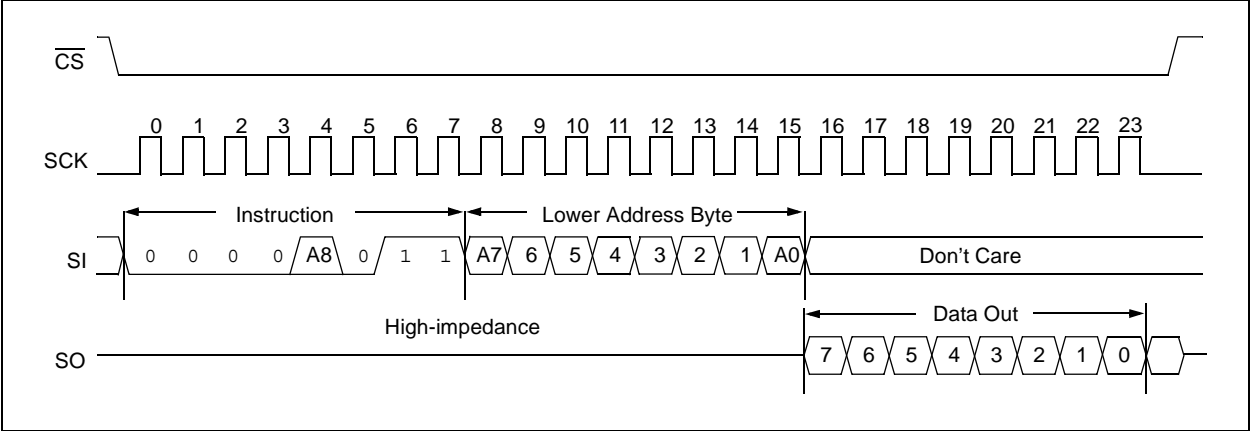 CS
0 1 2 3 4 5 6 7 8 9 10 11 12 13 14 15 16 17 18 19 20 21 22 23
SCK
Instruction Lower Address Byte
SI 0 0 0 0 A8 0 1 1 A7 6 5 4 3 2 1 A0 Don't Care
High-impedance Data Out
SO 7 6 5 4 3 2 1 0